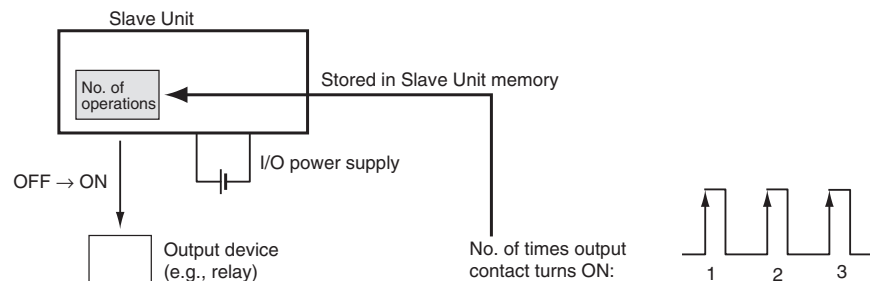 Slave Unit
No. of
operations
Stored in Slave Unit memory
I/O power supply
OFF → ON
Output device
(e.g., relay)
No. of times output
contact turns ON:
1 2 3